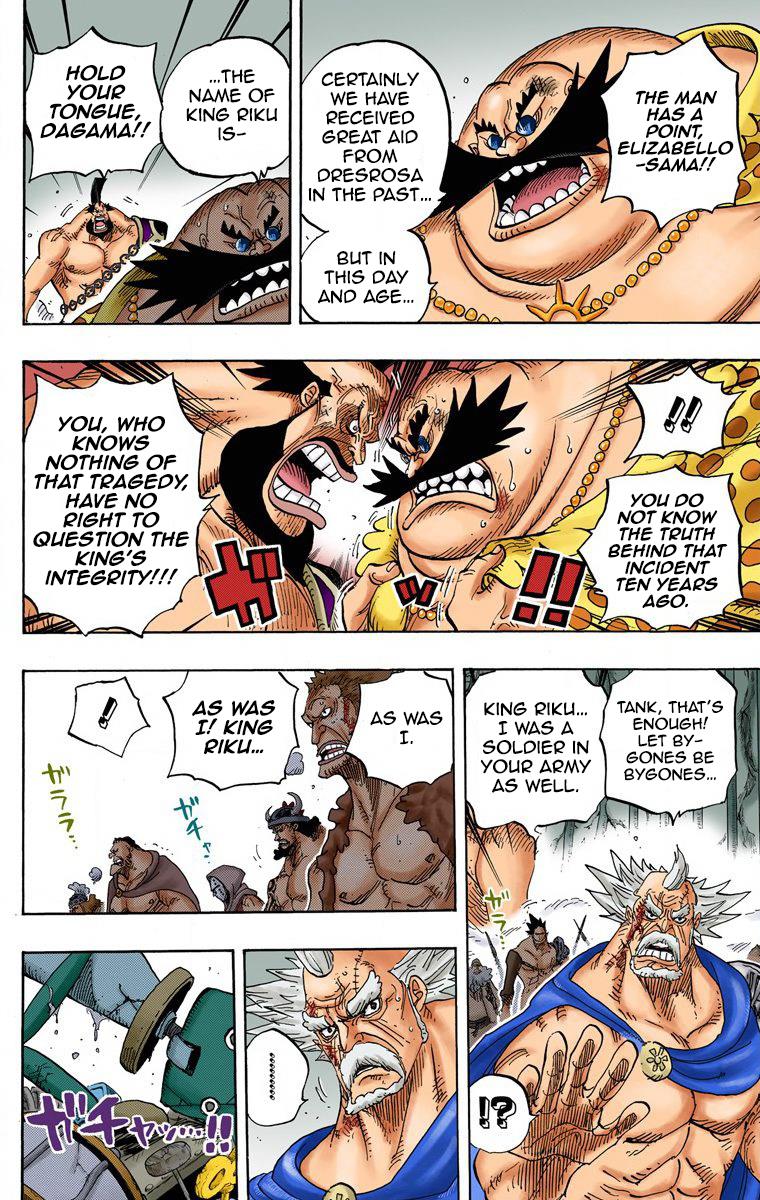 THE MAN
HAS A
POINT,
ELIZABELLO
-SAMA!!
CERTAINLY
WE HAVE
RECEIVED
GREAT AID
FROM
DRESROSA
IN THE PAST...
BUT IN
THIS DAY
AND AGE...
...THE
NAME OF
KING RIKU
IS-
HOLD
YOUR
TONGUE,
DAGAMA!!
!!
YOU DO
NOT KNOW
THE TRUTH
BEHIND THAT
INCIDENT
TEN YEARS
AGO.
YOU, WHO
KNOWS
NOTHING OF
THAT TRAGEDY,
HAVE NO
RIGHT TO
QUESTION THE
KING'S
INTEGRITY!!!
ガッ!!
TANK, THAT'S
ENOUGH!
LET BY-
GONES BE
BYGONES...
KING RIKU...
I WAS A
SOLDIER IN
YOUR ARMY
AS WELL.
ガラ...
!?
AS WAS
I.
AS WAS
I! KING
RIKU...
!
ガチャ...
ガララ...
.........
ガチャッ...!!